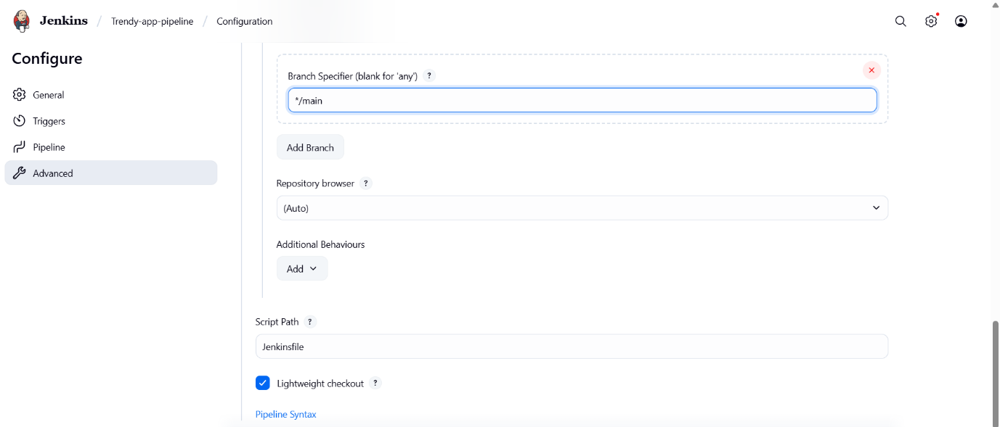 Jenkins / Trendy-app-pipeline / Configuration
Configure
General
Triggers
Pipeline
Advanced
Branch Specifier (blank for 'any') ?
*/main
Add Branch
Repository browser ?
(Auto)
Additional Behaviours
Add
Script Path ?
Jenkinsfile
Lightweight checkout ?
Pipeline Syntax